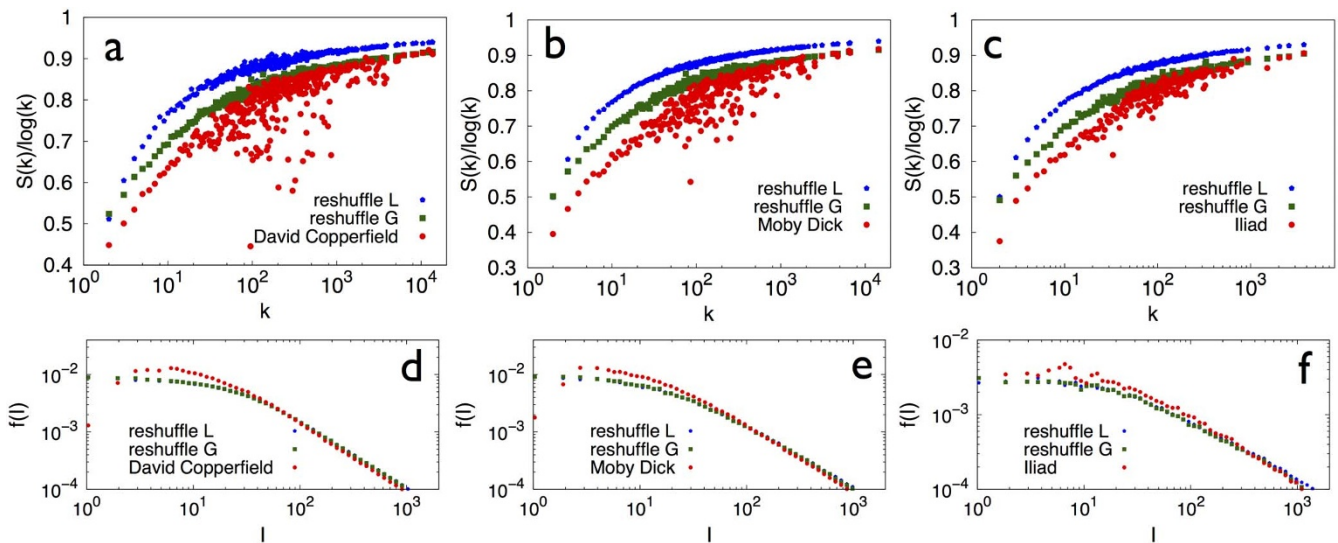 a
S(k)/log(k)
1
0.9
0.8
0.7
0.6
0.5
0.4
reshuffle L
reshuffle G
David Copperfield
10^0 10^1 10^2 10^3 10^4
k
b
S(k)/log(k)
1
0.9
0.8
0.7
0.6
0.5
0.4
0.3
reshuffle L
reshuffle G
Moby Dick
10^0 10^1 10^2 10^3 10^4
k
c
S(k)/log(k)
1
0.9
0.8
0.7
0.6
0.5
0.4
0.3
reshuffle L
reshuffle G
Iliad
10^0 10^1 10^2 10^3
k
d
f(l)
10^-2
10^-3
10^-4
reshuffle L
reshuffle G
David Copperfield
10^0 10^1 10^2 10^3
l
e
f(l)
10^-2
10^-3
10^-4
reshuffle L
reshuffle G
Moby Dick
10^0 10^1 10^2 10^3
l
f
f(l)
10^-2
10^-3
10^-4
reshuffle L
reshuffle G
Iliad
10^0 10^1 10^2 10^3
l